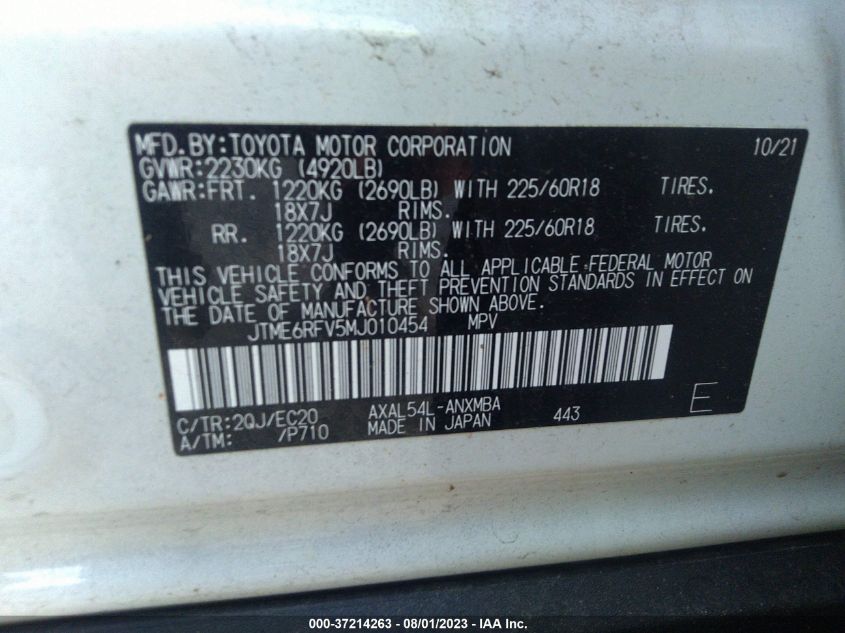 MFD.BY:TOYOTA MOTOR CORPORATION 10/21
GVWR:2230KG (4920LB)
GAWR:FRT. 1220KG (2690LB) WITH 225/60R18 TIRES.
18X7J RIMS.
RR. 1220KG (2690LB) WITH 225/60R18 TIRES.
18X7J RIMS.
THIS VEHICLE CONFORMS TO ALL APPLICABLE FEDERAL MOTOR
VEHICLE SAFETY AND THEFT PREVENTION STANDARDS IN EFFECT ON
THE DATE OF MANUFACTURE SHOWN ABOVE.
JTME6RFV5MJ010454 MPV
C/TR:2QJ/EC20 AXAL54L-ANXMBA 443 E
A/TM: /P710 MADE IN JAPAN
000-37214263 - 08/01/2023 - IAA Inc.